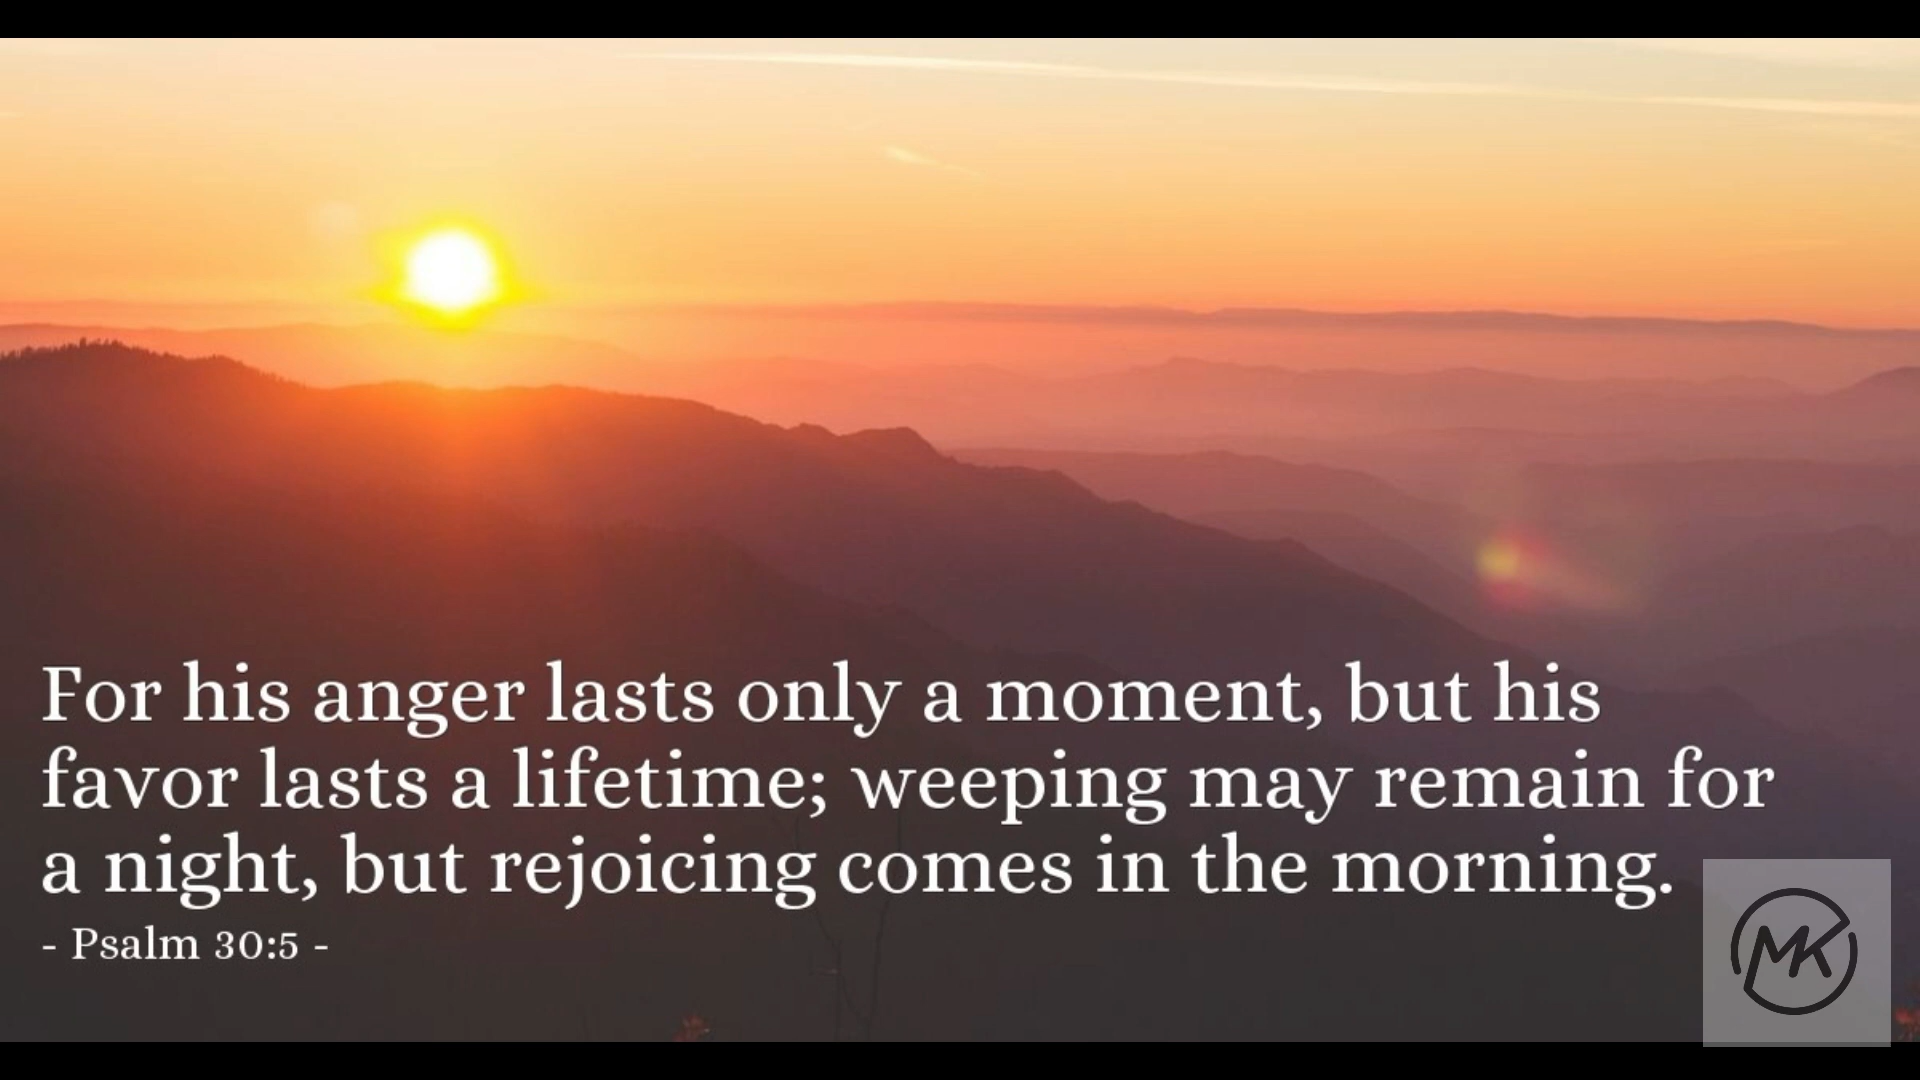 For his anger lasts only a moment, but his
favor lasts a lifetime; weeping may remain for
a night, but rejoicing comes in the morning.
- Psalm 30:5 -
MK